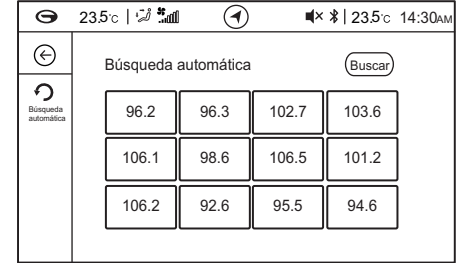 23.5°C | 23.5°C 14:30AM
Búsqueda automática Buscar
Búsqueda
automática
96.2 96.3 102.7 103.6
106.1 98.6 106.5 101.2
106.2 92.6 95.5 94.6